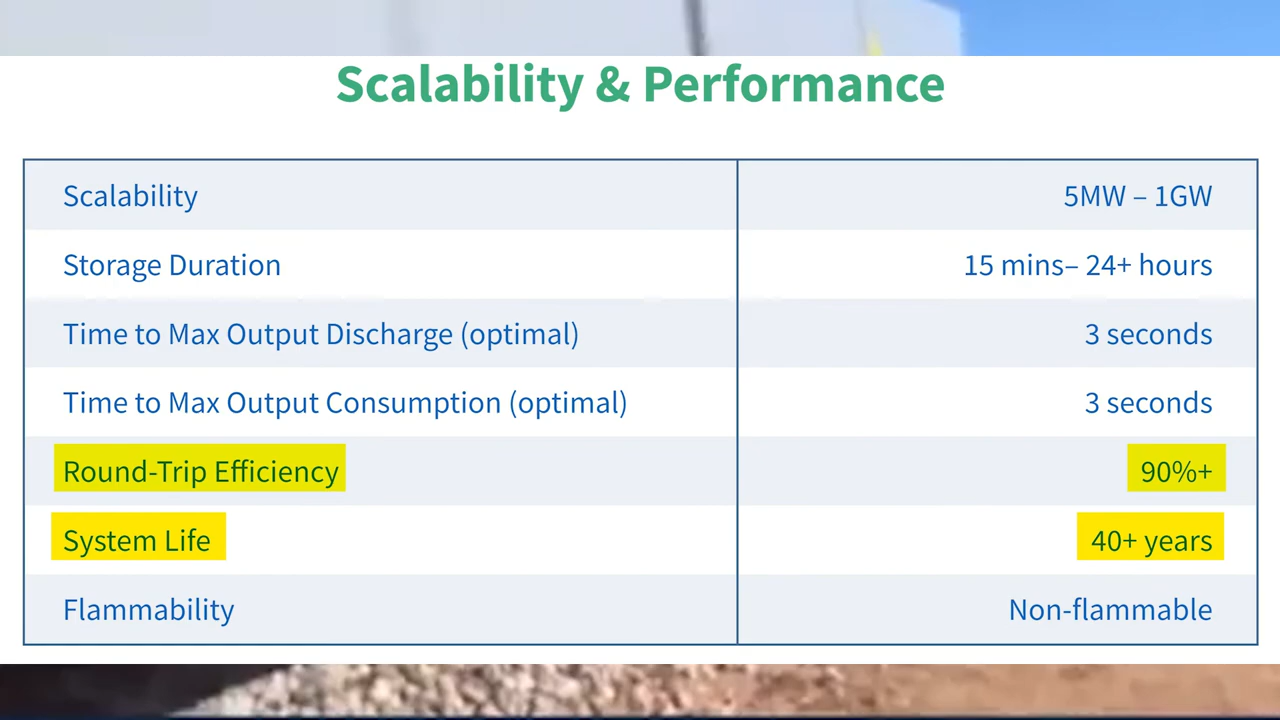 Scalability & Performance
Scalability 5MW – 1GW
Storage Duration 15 mins– 24+ hours
Time to Max Output Discharge (optimal) 3 seconds
Time to Max Output Consumption (optimal) 3 seconds
Round-Trip Efficiency 90%+
System Life 40+ years
Flammability Non-flammable